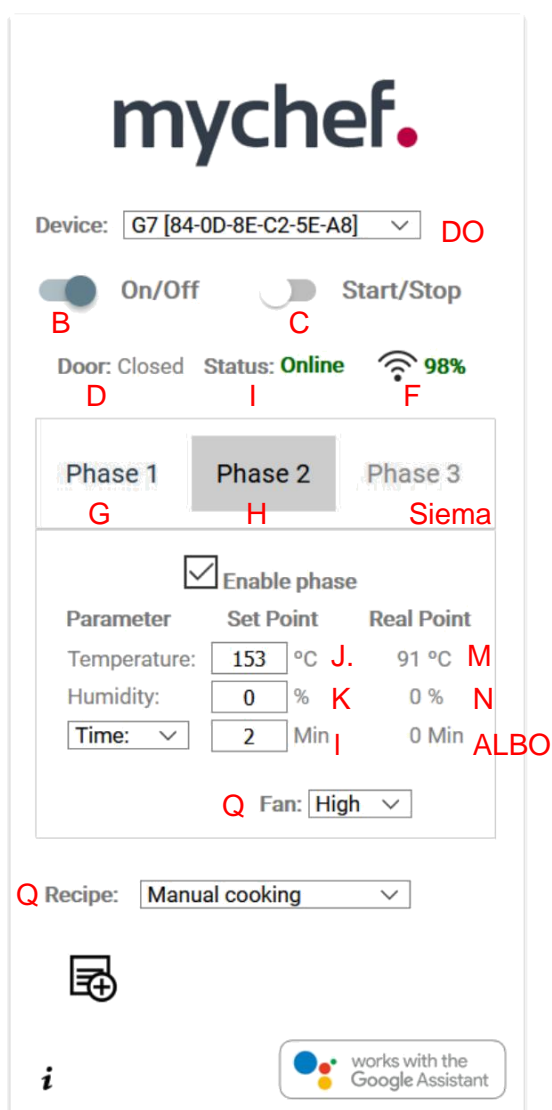 mychef.
Device: G7 [84-0D-8E-C2-5E-A8] DO
On/Off Start/Stop
B C
Door: Closed Status: Online 98%
D I F
Phase 1 Phase 2 Phase 3
G H Siema
Enable phase
Parameter Set Point Real Point
Temperature: 153 ºC J. 91 ºC M
Humidity: 0 % K 0 % N
Time: 2 Min I 0 Min ALBO
Q Fan: High
Q Recipe: Manual cooking
i
works with the
Google Assistant